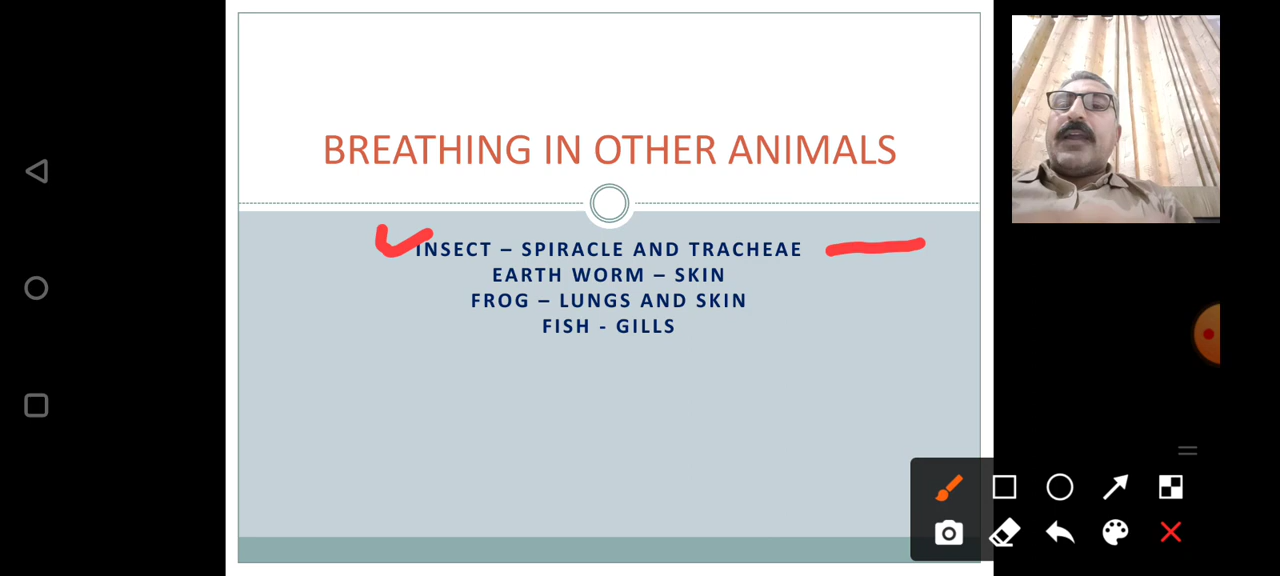 BREATHING IN OTHER ANIMALS
INSECT – SPIRACLE AND TRACHEAE
EARTH WORM – SKIN
FROG – LUNGS AND SKIN
FISH - GILLS